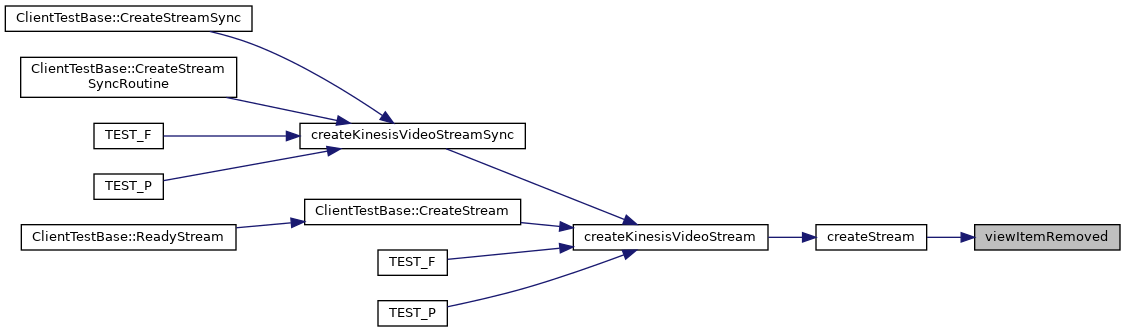 ClientTestBase::CreateStreamSync
ClientTestBase::CreateStream
SyncRoutine
TEST_F
createKinesisVideoStreamSync
TEST_P
ClientTestBase::CreateStream
ClientTestBase::ReadyStream
createKinesisVideoStream
createStream
viewItemRemoved
TEST_F
TEST_P